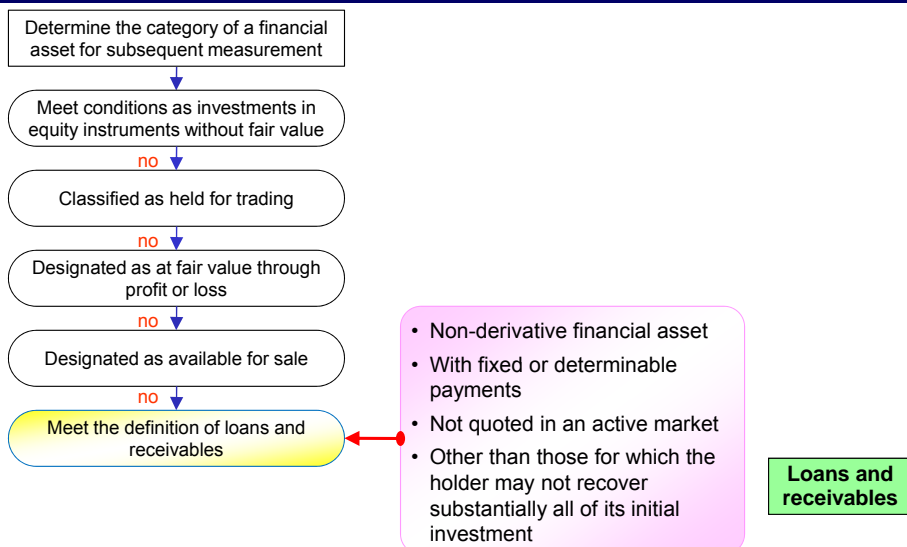 Determine the category of a financial
asset for subsequent measurement
Meet conditions as investments in
equity instruments without fair value
no
Classified as held for trading
no
Designated as at fair value through
profit or loss
no
Designated as available for sale
no
Meet the definition of loans and
receivables
• Non-derivative financial asset
• With fixed or determinable
payments
• Not quoted in an active market
• Other than those for which the
holder may not recover
substantially all of its initial
investment
Loans and
receivables